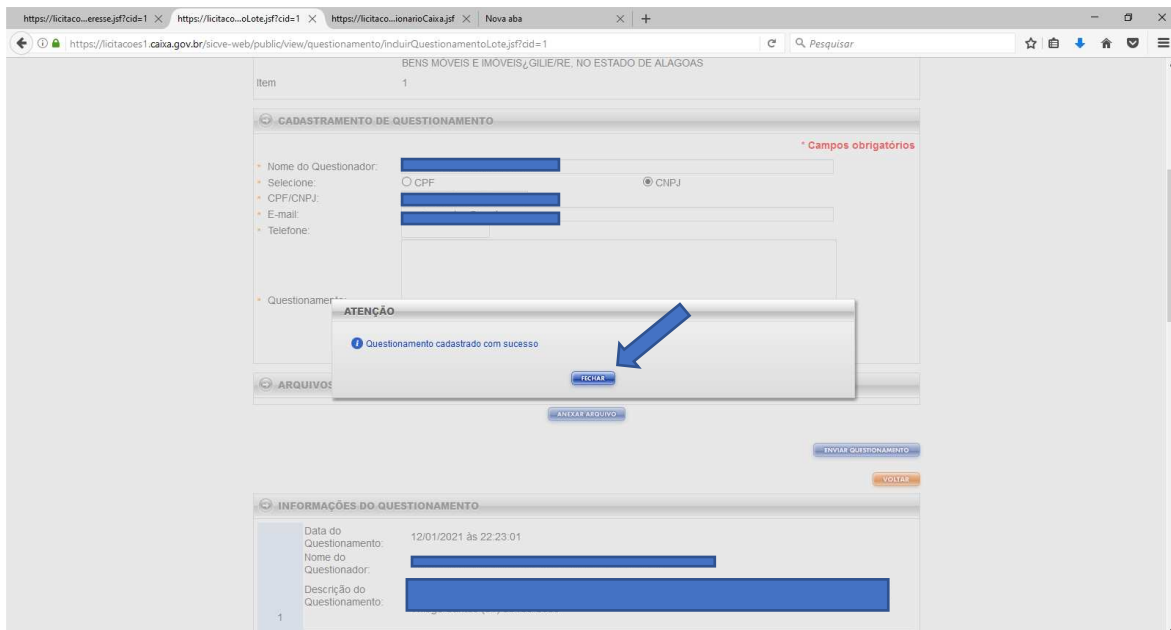 https://licitaco...eresse.jsf?cid=1
https://licitaco...oLote.jsf?cid=1
https://licitaco...ionarioCaixa.jsf
Nova aba
https://licitacoes1.caixa.gov.br/sicve-web/public/view/questionamento/incluirQuestionamentoLote.jsf?cid=1
Pesquisar
BENS MÓVEIS E IMÓVEIS¿GILIE/RE, NO ESTADO DE ALAGOAS
Item 1
CADASTRAMENTO DE QUESTIONAMENTO
* Campos obrigatórios
* Nome do Questionador:
* Selecione: CPF CNPJ
* CPF/CNPJ:
* E-mail:
* Telefone:
* Questionamento:
ATENÇÃO
Questionamento cadastrado com sucesso
FECHAR
ARQUIVOS
ANEXAR ARQUIVO
ENVIAR QUESTIONAMENTO
VOLTAR
INFORMAÇÕES DO QUESTIONAMENTO
Data do
Questionamento: 12/01/2021 às 22:23:01
Nome do
Questionador:
Descrição do
Questionamento:
1